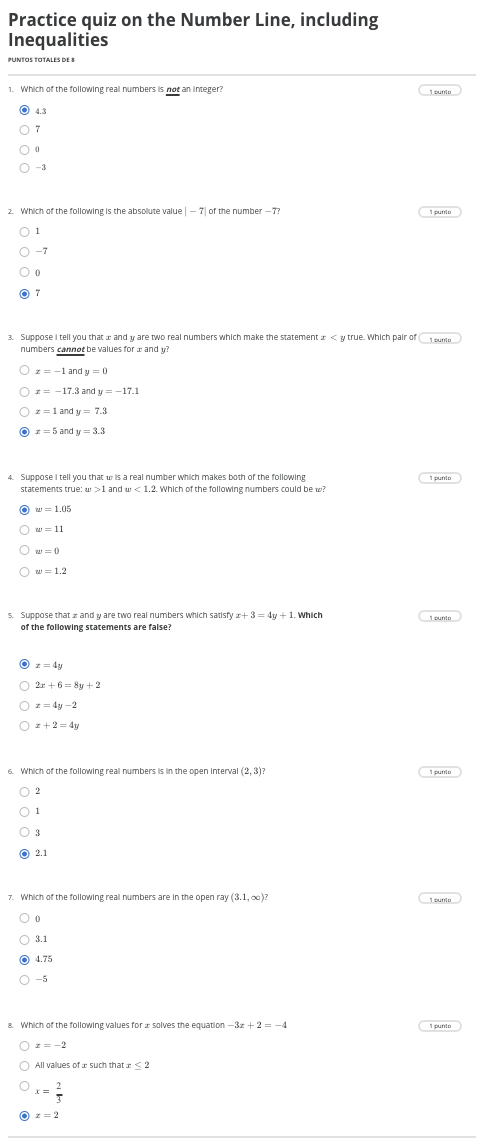 Practice quiz on the Number Line, including
Inequalities
PUNTOS TOTALES DE 8
1. Which of the following real numbers is not an integer?
1 punto
4.3
7
0
−3
2. Which of the following is the absolute value | − 7| of the number −7?
1 punto
1
−7
0
7
3. Suppose I tell you that x and y are two real numbers which make the statement x < y true. Which pair of
1 punto
numbers cannot be values for x and y?
x = −1 and y = 0
x = −17.3 and y = −17.1
x = 1 and y = 7.3
x = 5 and y = 3.3
4. Suppose I tell you that w is a real number which makes both of the following
1 punto
statements true: w >1 and w < 1.2. Which of the following numbers could be w?
w = 1.05
w = 11
w = 0
w = 1.2
5. Suppose that x and y are two real numbers which satisfy x+ 3 = 4y + 1. Which
1 punto
of the following statements are false?
x = 4y
2x + 6 = 8y + 2
x = 4y −2
x + 2 = 4y
6. Which of the following real numbers is in the open interval (2, 3)?
1 punto
2
1
3
2.1
7. Which of the following real numbers are in the open ray (3.1, ∞)?
1 punto
0
3.1
4.75
−5
8. Which of the following values for x solves the equation −3x + 2 = −4
1 punto
x = −2
All values of x such that x ≤ 2
x = 2/3
x = 2